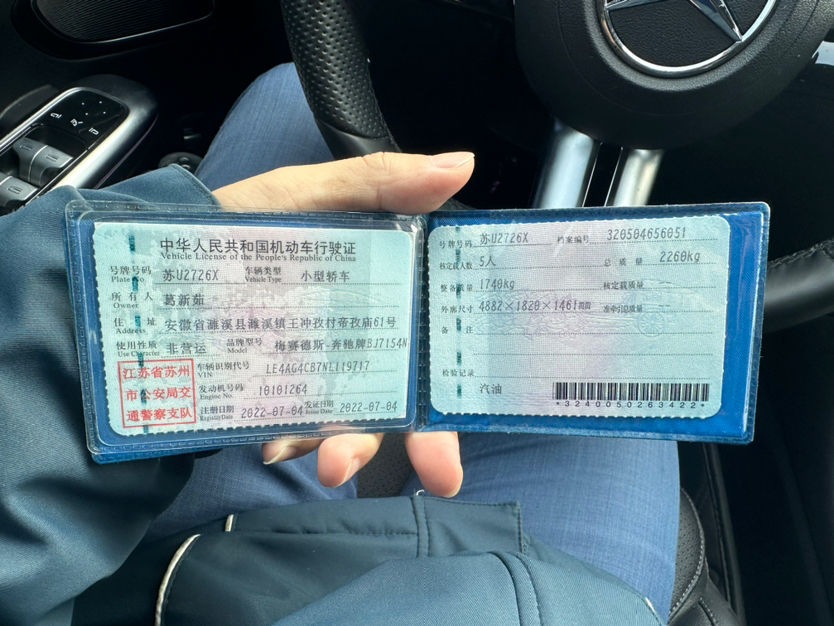 中华人民共和国机动车行驶证
Vehicle License of the People's Republic of China
号牌号码 Plate No. 苏U2726X 车辆类型 Vehicle Type 小型轿车
所有人 Owner 葛新茹
住址 Address 安徽省濉溪县濉溪镇王冲孜村帝孜庙61号
使用性质 Use Character 非营运 品牌型号 Model 梅赛德斯-奔驰牌BJ7154N
江苏省苏州
市公安局交
通警察支队
车辆识别代号 VIN LE4AG4CB7NL119717
发动机号码 Engine No. 10101264
注册日期 Register Date 2022-07-04 发证日期 Issue Date 2022-07-04
号牌号码 苏U2726X 档案编号 320504656051
核定载人数 5人 总质量 2260kg
整备质量 1740kg 核定载质量
外廓尺寸 4882×1820×1461mm 准牵引总质量
备注
检验记录
汽油
*3240050263422*